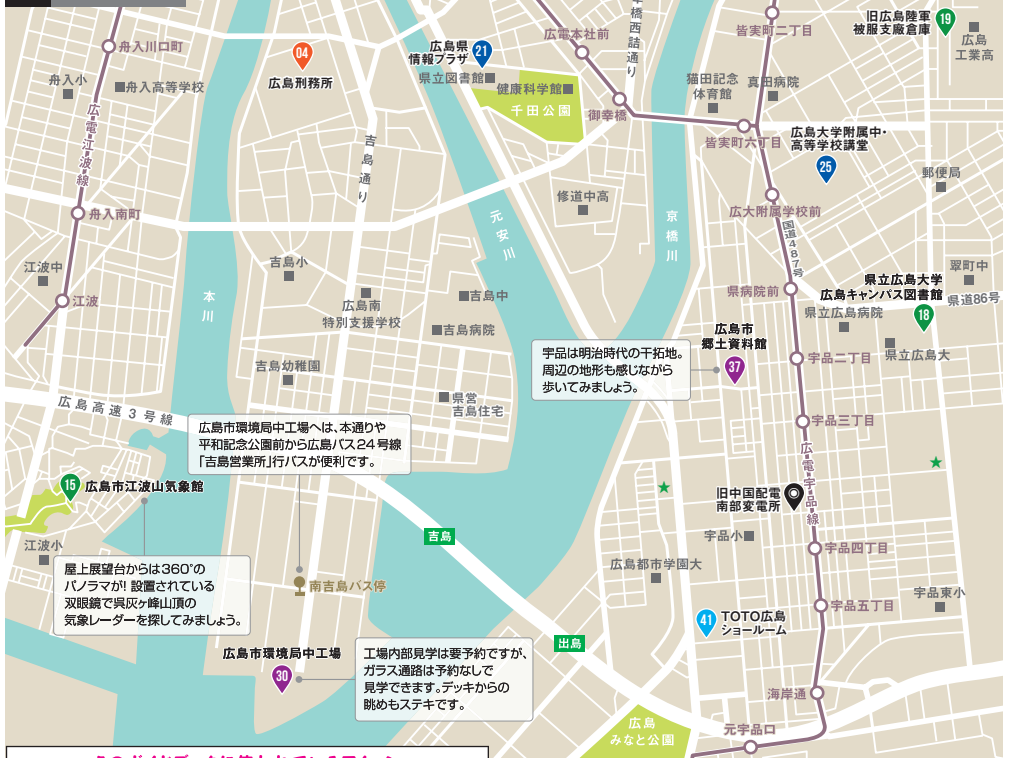 舟入川口町
舟入小
舟入高等学校
広電江波線
舟入南町
江波中
江波
04
広島刑務所
吉島通り
広島県
情報プラザ
21
県立図書館
健康科学館
千田公園
広電本社前
橋西詰通り
御幸橋
皆実町二丁目
猫田記念
体育館
真田病院
皆実町六丁目
旧広島陸軍
被服支廠倉庫
19
広島
工業高
広島大学附属中・
高等学校講堂
25
郵便局
修道中高
元安川
京橋川
広大附属学校前
国道487号
本川
吉島小
広島南
特別支援学校
吉島中
吉島病院
吉島幼稚園
県営
吉島住宅
県病院前
県立広島大学
広島キャンパス図書館
18
翠町中
県道86号
県立広島病院
県立広島大
広島市
郷土資料館
37
宇品は明治時代の干拓地。
周辺の地形も感じながら
歩いてみましょう。
宇品二丁目
宇品三丁目
広電宇品線
広島高速3号線
広島市環境局中工場へは、本通りや
平和記念公園前から広島バス24号線
「吉島営業所」行バスが便利です。
15
広島市江波山気象館
江波小
屋上展望台からは360°の
パノラマが! 設置されている
双眼鏡で呉灰ヶ峰山頂の
気象レーダーを探してみましょう。
吉島
南吉島バス停
旧中国配電
南部変電所
宇品小
宇品四丁目
広島都市学園大
宇品五丁目
宇品東小
41
TOTO広島
ショールーム
出島
広島市環境局中工場
30
工場内部見学は要予約ですが、
ガラス通路は予約なしで
見学できます。デッキからの
眺めもステキです。
海岸通
広島
みなと公園
元宇品口